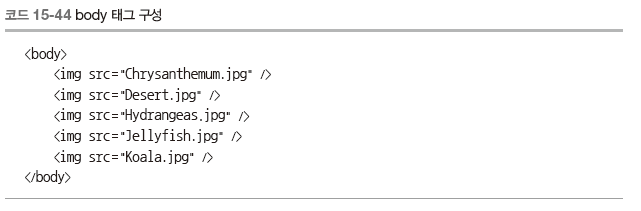 코드 15-44 body 태그 구성
<body>
<img src="Chrysanthemum.jpg" />
<img src="Desert.jpg" />
<img src="Hydrangeas.jpg" />
<img src="Jellyfish.jpg" />
<img src="Koala.jpg" />
</body>